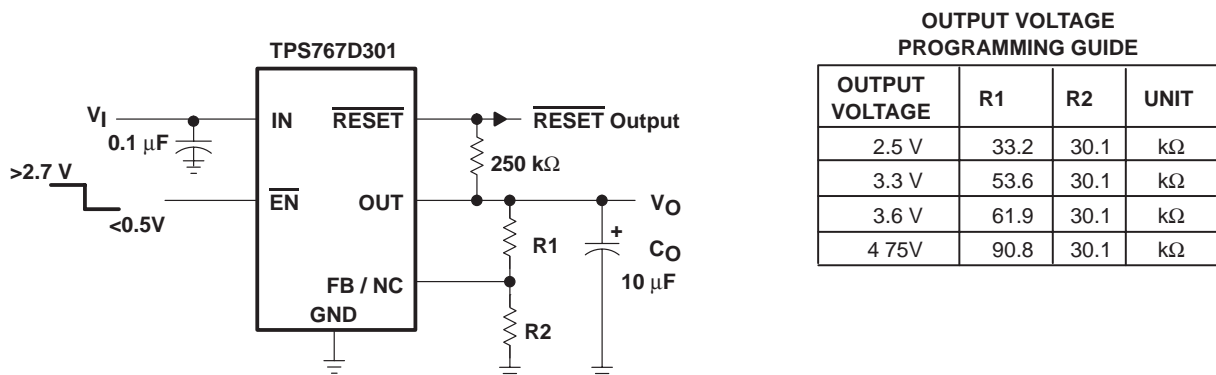 TPS767D301
VI
0.1 μF
>2.7 V
<0.5V
IN
RESET
EN
OUT
FB / NC
GND
RESET Output
250 kΩ
VO
R1
+
CO
10 μF
R2
OUTPUT VOLTAGE
PROGRAMMING GUIDE
OUTPUT VOLTAGE R1 R2 UNIT
2.5 V 33.2 30.1 kΩ
3.3 V 53.6 30.1 kΩ
3.6 V 61.9 30.1 kΩ
4 75V 90.8 30.1 kΩ